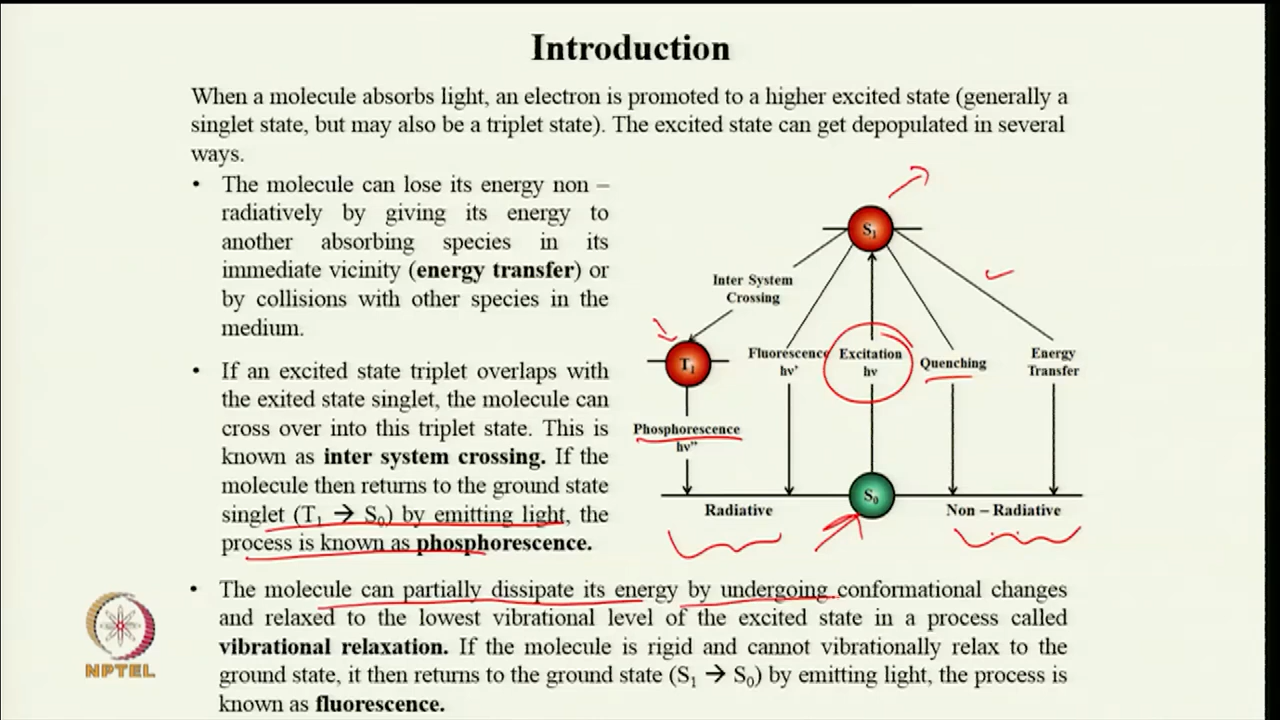 Introduction
When a molecule absorbs light, an electron is promoted to a higher excited state (generally a
singlet state, but may also be a triplet state). The excited state can get depopulated in several
ways.
• The molecule can lose its energy non –
radiatively by giving its energy to
another absorbing species in its
immediate vicinity (energy transfer) or
by collisions with other species in the
medium.
• If an excited state triplet overlaps with
the exited state singlet, the molecule can
cross over into this triplet state. This is
known as inter system crossing. If the
molecule then returns to the ground state
singlet (T₁ → S₀) by emitting light, the
process is known as phosphorescence.
S₁
Inter System
Crossing
T₁
Fluorescence
hν'
Excitation
hν
Quenching
Energy
Transfer
Phosphorescence
hν''
S₀
Radiative
Non – Radiative
• The molecule can partially dissipate its energy by undergoing conformational changes
and relaxed to the lowest vibrational level of the excited state in a process called
vibrational relaxation. If the molecule is rigid and cannot vibrationally relax to the
ground state, it then returns to the ground state (S₁ → S₀) by emitting light, the process is
known as fluorescence.
NPTEL